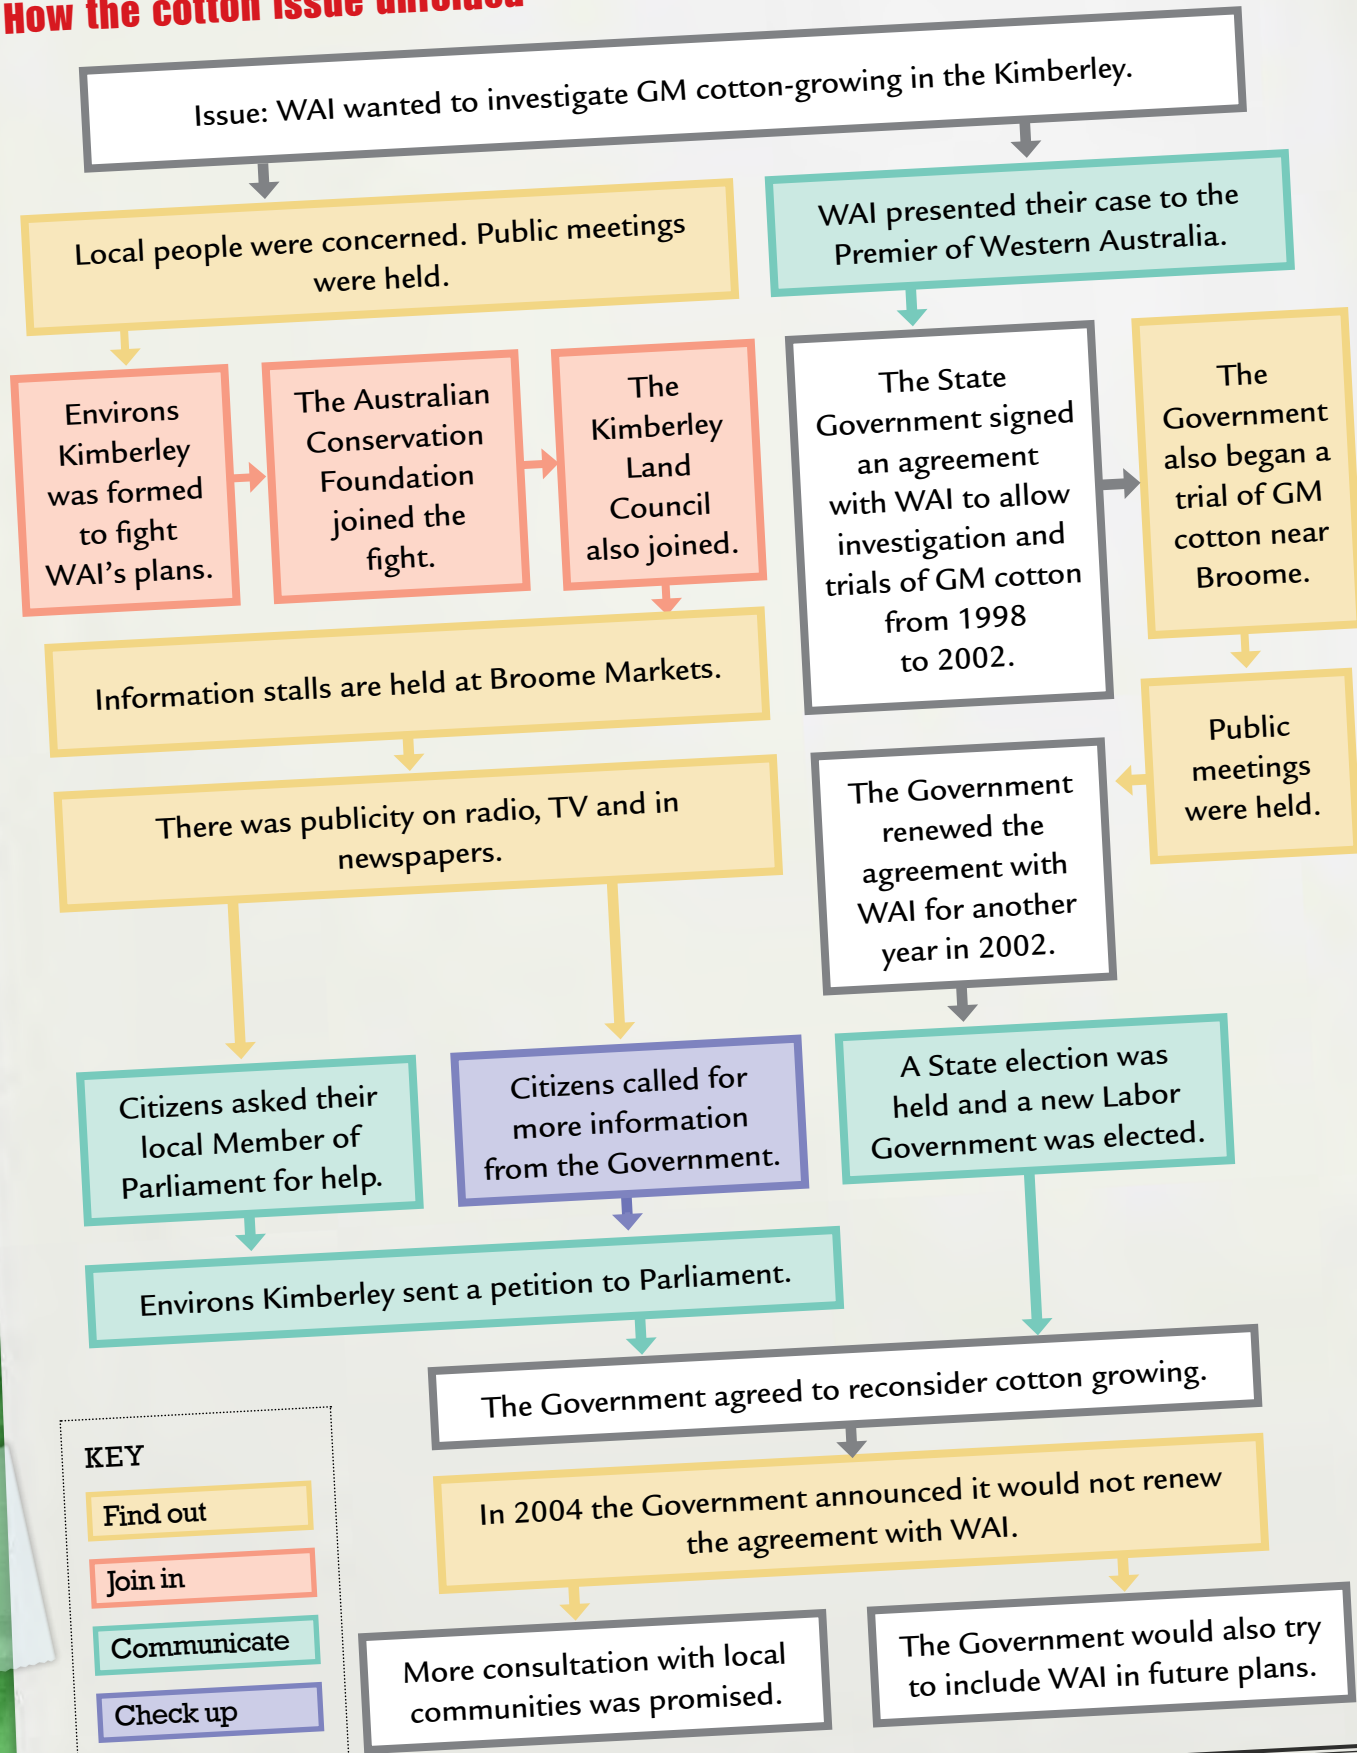 How the cotton issue unfolded
Issue: WAI wanted to investigate GM cotton-growing in the Kimberley.
Local people were concerned. Public meetings
were held.
WAI presented their case to the
Premier of Western Australia.
Environs
Kimberley
was formed
to fight
WAI’s plans.
The Australian
Conservation
Foundation
joined the
fight.
The
Kimberley
Land
Council
also joined.
The State
Government signed
an agreement
with WAI to allow
investigation and
trials of GM cotton
from 1998
to 2002.
The
Government
also began a
trial of GM
cotton near
Broome.
Information stalls are held at Broome Markets.
Public
meetings
were held.
There was publicity on radio, TV and in
newspapers.
The Government
renewed the
agreement with
WAI for another
year in 2002.
Citizens asked their
local Member of
Parliament for help.
Citizens called for
more information
from the Government.
A State election was
held and a new Labor
Government was elected.
Environs Kimberley sent a petition to Parliament.
The Government agreed to reconsider cotton growing.
In 2004 the Government announced it would not renew
the agreement with WAI.
More consultation with local
communities was promised.
The Government would also try
to include WAI in future plans.
KEY
Find out
Join in
Communicate
Check up